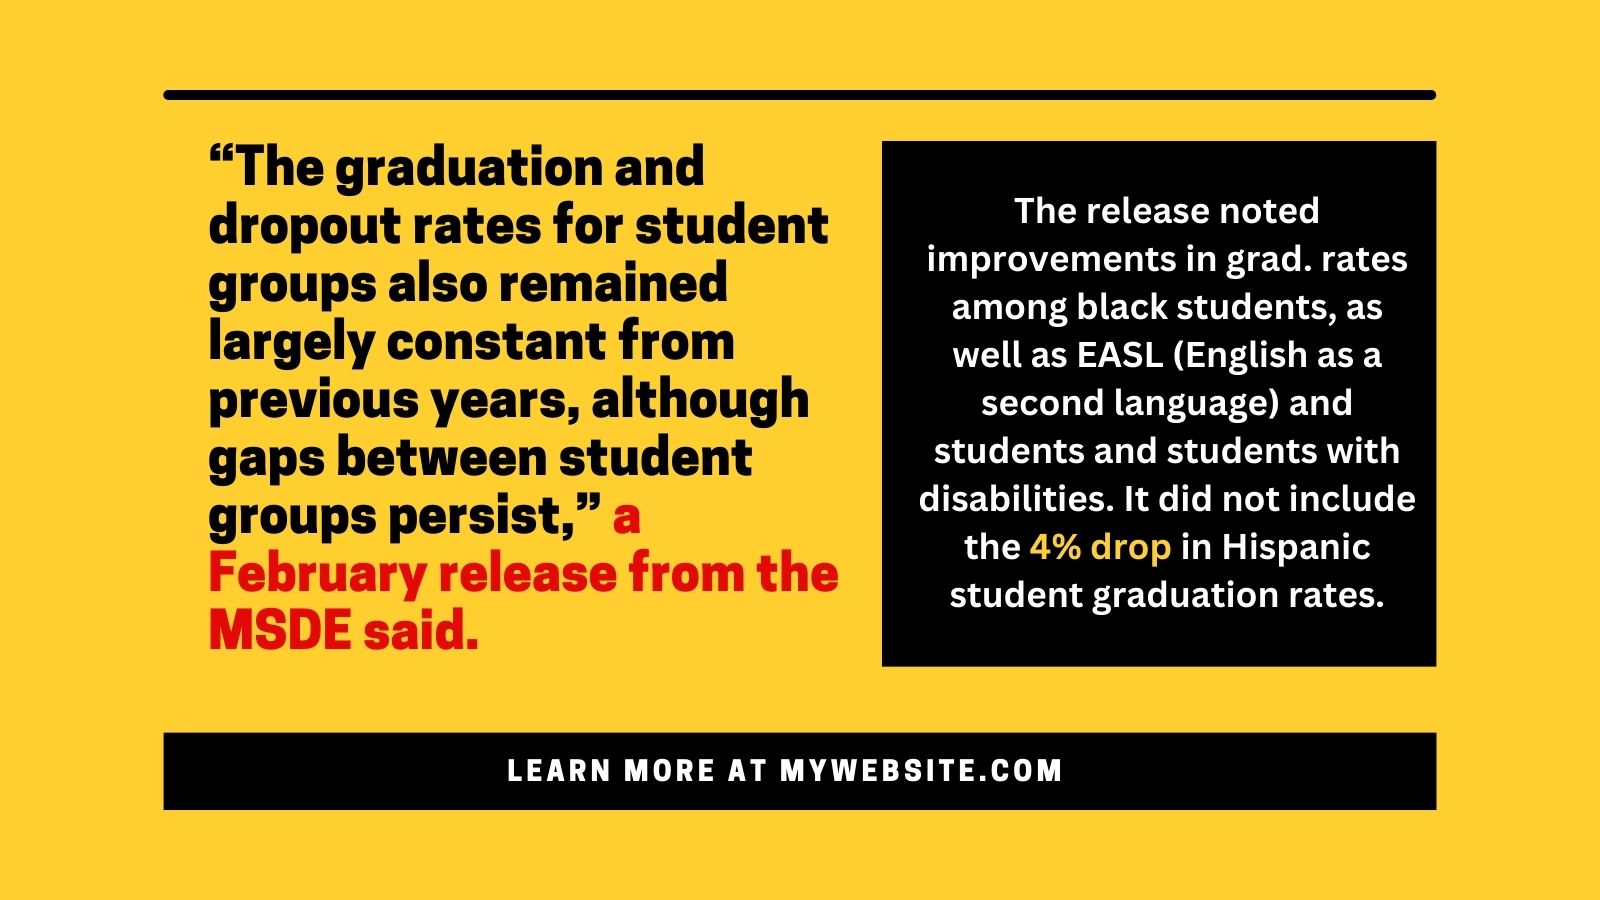 “The graduation and
dropout rates for student
groups also remained
largely constant from
previous years, although
gaps between student
groups persist,” a
February release from the
MSDE said.
The release noted
improvements in grad. rates
among black students, as
well as EASL (English as a
second language) and
students and students with
disabilities. It did not include
the 4% drop in Hispanic
student graduation rates.
LEARN MORE AT MYWEBSITE.COM